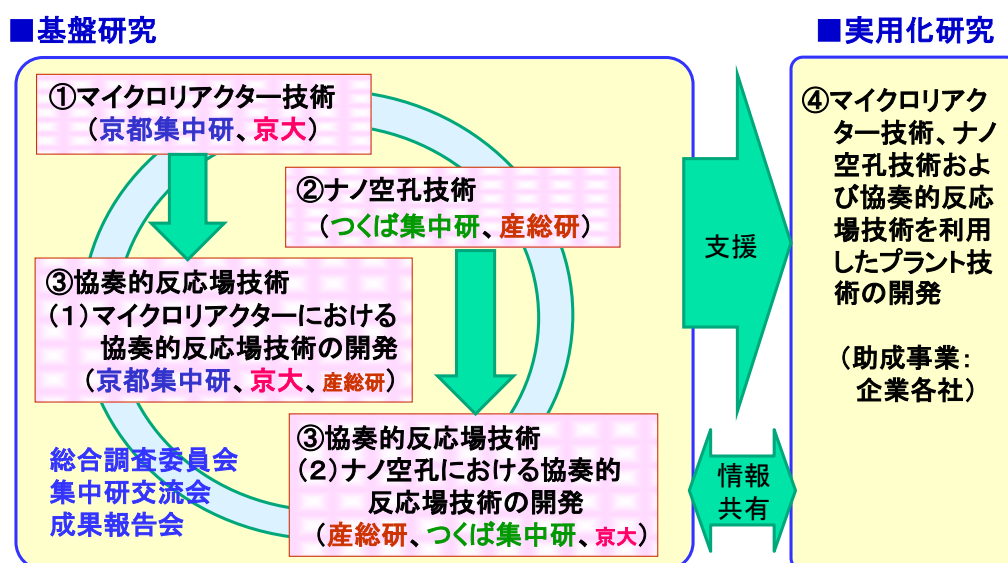 ■基盤研究
①マイクロリアクター技術
（京都集中研、京大）
②ナノ空孔技術
（つくば集中研、産総研）
③協奏的反応場技術
（１）マイクロリアクターにおける
協奏的反応場技術の開発
（京都集中研、京大、産総研）
③協奏的反応場技術
（２）ナノ空孔における協奏的
反応場技術の開発
（産総研、つくば集中研、京大）
総合調査委員会
集中研交流会
成果報告会
支援
情報
共有
■実用化研究
④マイクロリアク
ター技術、ナノ
空孔技術およ
び協奏的反応
場技術を利用
したプラント技
術の開発
（助成事業：
企業各社）